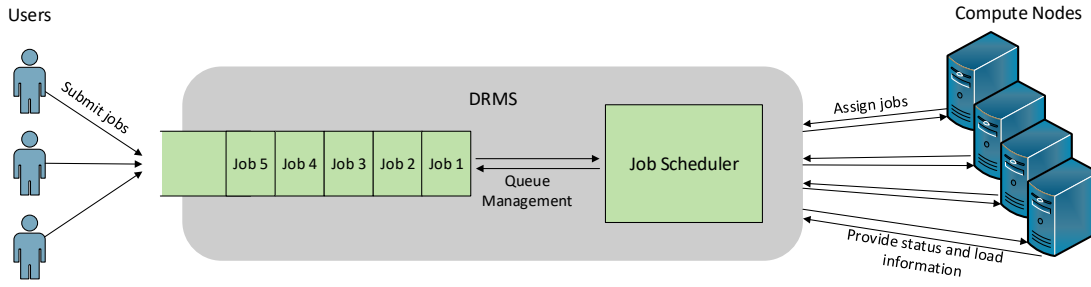 Users
Compute Nodes
Submit jobs
DRMS
Assign jobs
Job 5
Job 4
Job 3
Job 2
Job 1
Job Scheduler
Queue
Management
Provide status and load
information